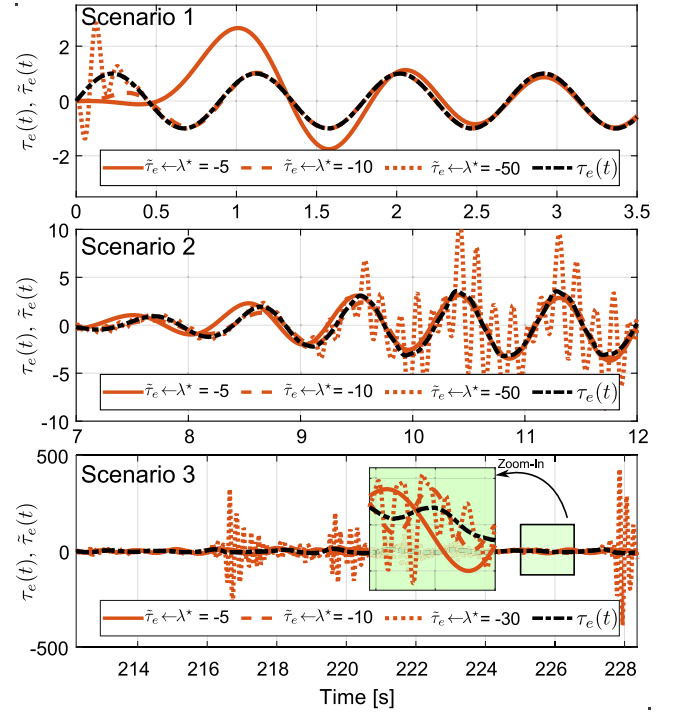 Scenario 1
τₑ(t), τ̃ₑ(t)
2
0
-2
τ̃ₑ←λ* = -5 τ̃ₑ←λ* = -10 τ̃ₑ←λ* = -50 τₑ(t)
0 0.5 1 1.5 2 2.5 3 3.5
Scenario 2
τₑ(t), τ̃ₑ(t)
10
5
0
-5
-10
τ̃ₑ←λ* = -5 τ̃ₑ←λ* = -10 τ̃ₑ←λ* = -50 τₑ(t)
7 8 9 10 11 12
Scenario 3
Zoom-In
τₑ(t), τ̃ₑ(t)
500
0
-500
τ̃ₑ←λ* = -5 τ̃ₑ←λ* = -10 τ̃ₑ←λ* = -30 τₑ(t)
214 216 218 220 222 224 226 228
Time [s]